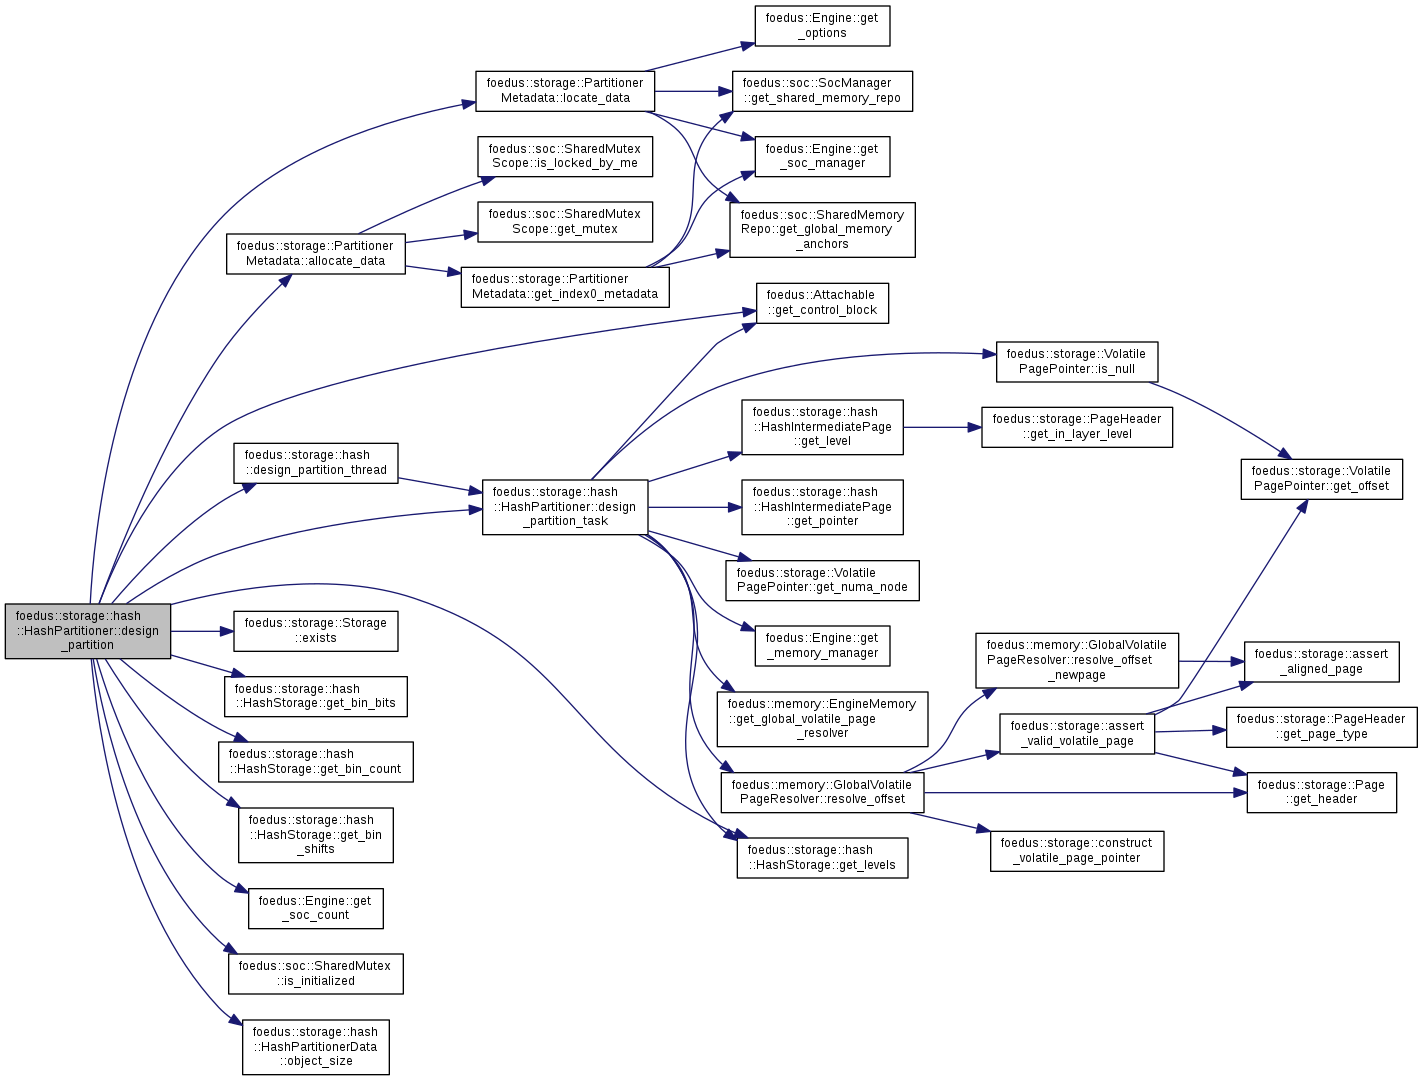 foedus::Engine::get
_options
foedus::storage::Partitioner
Metadata::locate_data
foedus::soc::SocManager
::get_shared_memory_repo
foedus::soc::SharedMutex
Scope::is_locked_by_me
foedus::Engine::get
_soc_manager
foedus::soc::SharedMutex
Scope::get_mutex
foedus::soc::SharedMemory
Repo::get_global_memory
_anchors
foedus::storage::Partitioner
Metadata::allocate_data
foedus::storage::Partitioner
Metadata::get_index0_metadata
foedus::Attachable
::get_control_block
foedus::storage::Volatile
PagePointer::is_null
foedus::storage::hash
::HashIntermediatePage
::get_level
foedus::storage::PageHeader
::get_in_layer_level
foedus::storage::hash
::design_partition_thread
foedus::storage::Volatile
PagePointer::get_offset
foedus::storage::hash
::HashPartitioner::design
_partition_task
foedus::storage::hash
::HashIntermediatePage
::get_pointer
foedus::storage::Volatile
PagePointer::get_numa_node
foedus::storage::hash
::HashPartitioner::design
_partition
foedus::storage::Storage
::exists
foedus::Engine::get
_memory_manager
foedus::memory::GlobalVolatile
PageResolver::resolve_offset
_newpage
foedus::storage::assert
_aligned_page
foedus::storage::hash
::HashStorage::get_bin_bits
foedus::memory::EngineMemory
::get_global_volatile_page
_resolver
foedus::storage::assert
_valid_volatile_page
foedus::storage::PageHeader
::get_page_type
foedus::storage::hash
::HashStorage::get_bin_count
foedus::memory::GlobalVolatile
PageResolver::resolve_offset
foedus::storage::Page
::get_header
foedus::storage::hash
::HashStorage::get_bin
_shifts
foedus::storage::hash
::HashStorage::get_levels
foedus::storage::construct
_volatile_page_pointer
foedus::Engine::get
_soc_count
foedus::soc::SharedMutex
::is_initialized
foedus::storage::hash
::HashPartitionerData
::object_size